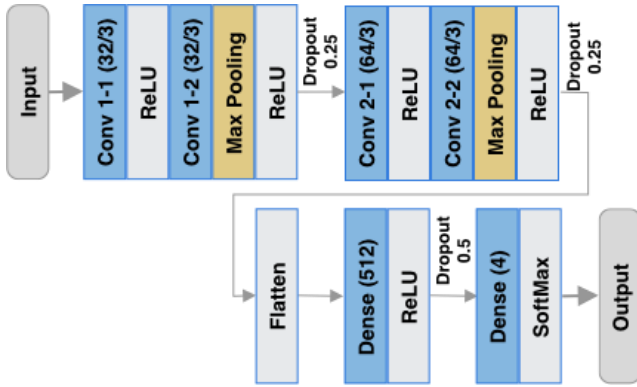 Input
Conv 1-1 (32/3)
ReLU
Conv 1-2 (32/3)
Max Pooling
ReLU
Dropout
0.25
Conv 2-1 (64/3)
ReLU
Conv 2-2 (64/3)
Max Pooling
ReLU
Dropout
0.25
Flatten
Dense (512)
ReLU
Dropout
0.5
Dense (4)
SoftMax
Output